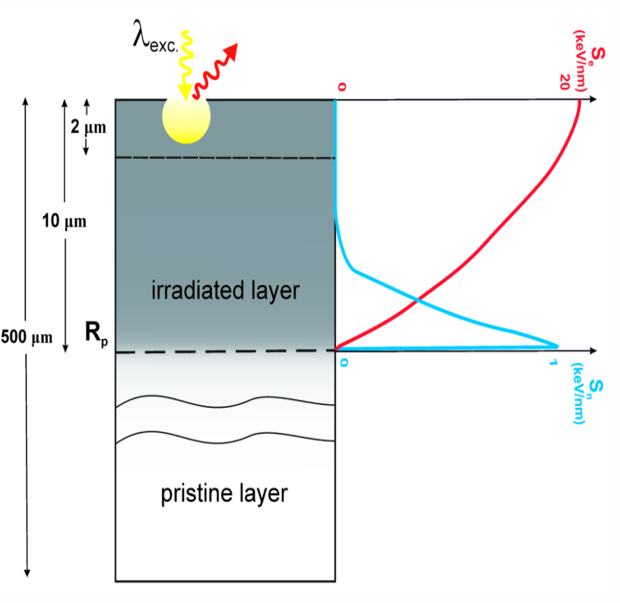 λexc.
0
20
Se
(keV/nm)
2 μm
10 μm
irradiated layer
500 μm
Rp
0
1
Sn
(keV/nm)
pristine layer